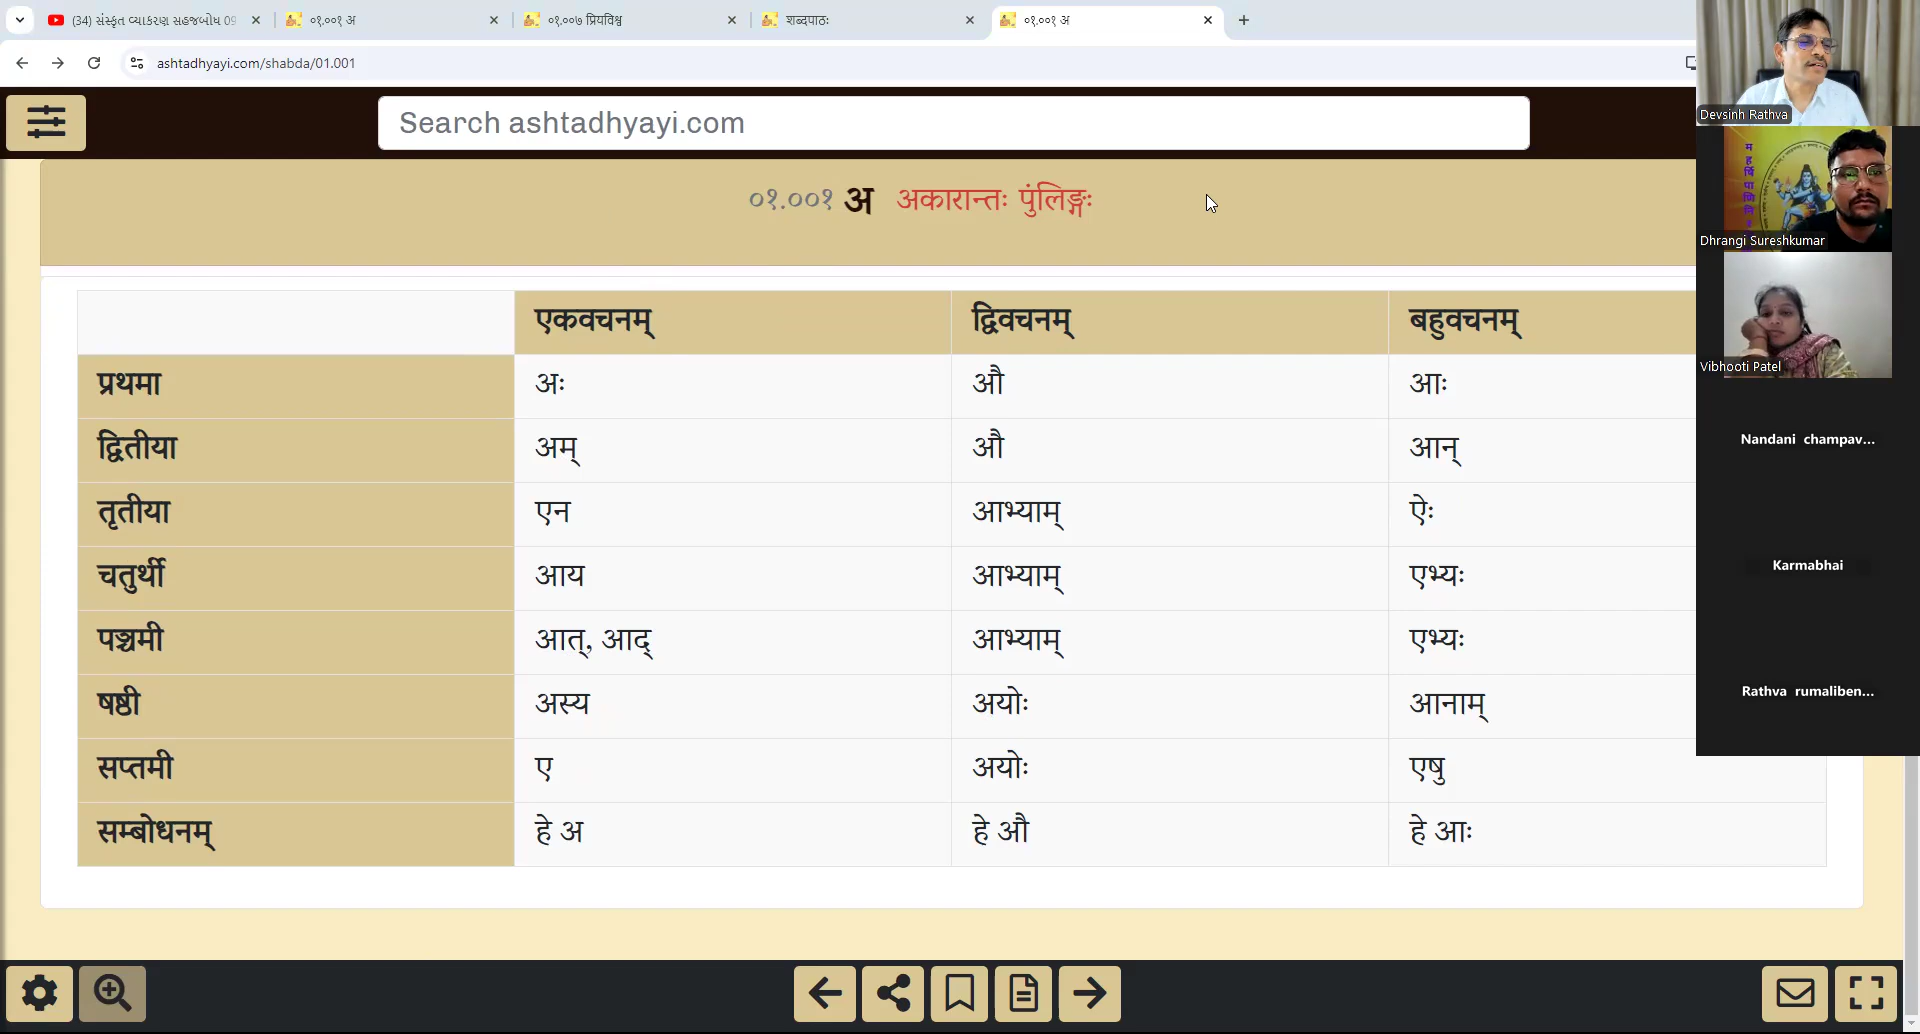 (34) સંસ્કૃત વ્યાકરણ સહજબોધ 09
०१.००१ अ
०१.००७ प्रियविश्व
शब्दपाठः
०१.००१ अ
ashtadhyayi.com/shabda/01.001
Search ashtadhyayi.com
०१.००१ अ अकारान्तः पुंलिङ्गः
एकवचनम् द्विवचनम् बहुवचनम्
प्रथमा अः औ आः
द्वितीया अम् औ आन्
तृतीया एन आभ्याम् ऐः
चतुर्थी आय आभ्याम् एभ्यः
पञ्चमी आत्, आद् आभ्याम् एभ्यः
षष्ठी अस्य अयोः आनाम्
सप्तमी ए अयोः एषु
सम्बोधनम् हे अ हे औ हे आः
Devsinh Rathva
महर्षिपाणिनि
Dhrangi Sureshkumar
Vibhooti Patel
Nandani champav...
Karmabhai
Rathva rumaliben...